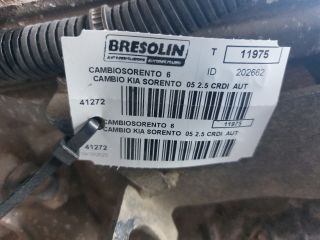 BRESOLIN
T 11975
ID 202662
CAMBIOSORENTO 6
CAMBIO KIA SORENTO 05 2.5 CRDI AUT
41272
CAMBIOSORENTO 6
11975
CAMBIO KIA SORENTO 05 2.5 CRDI AUT
41272